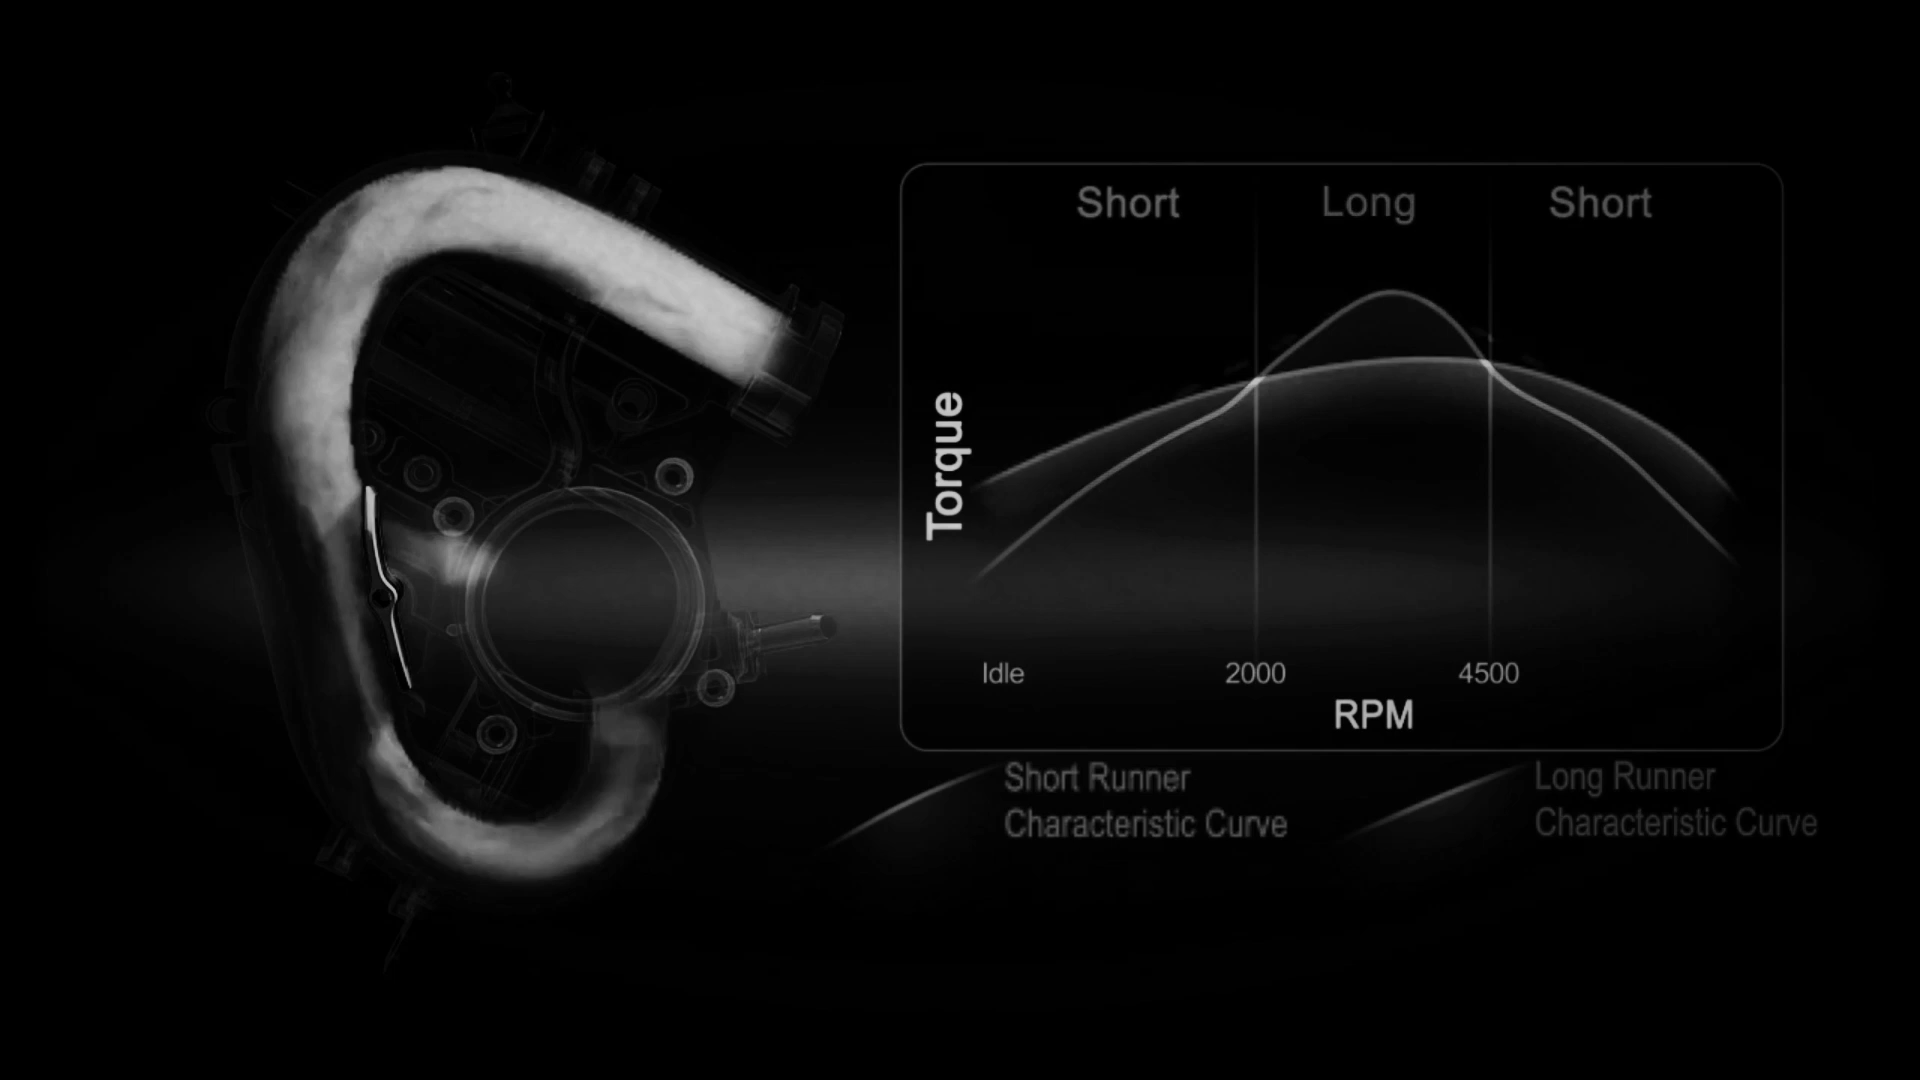 Short
Long
Short
Torque
Idle
2000
4500
RPM
Short Runner
Characteristic Curve
Long Runner
Characteristic Curve